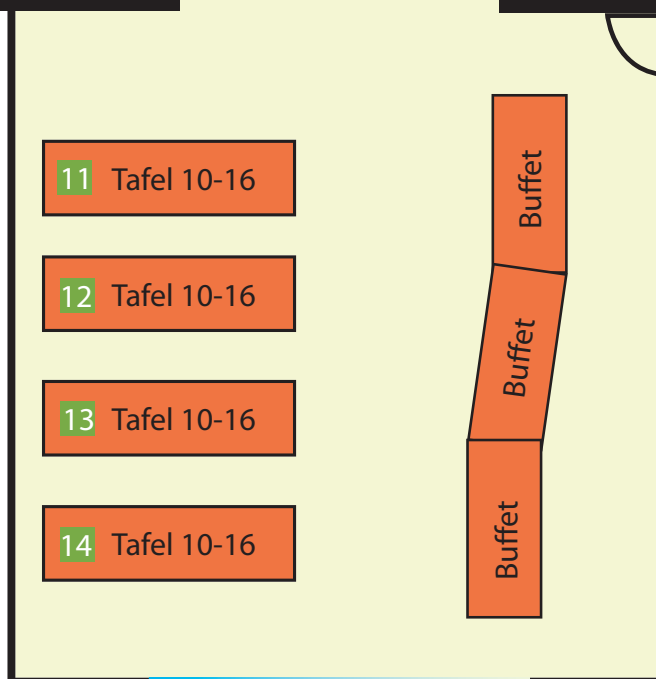 11 Tafel 10-16
12 Tafel 10-16
13 Tafel 10-16
14 Tafel 10-16
Buffet
Buffet
Buffet